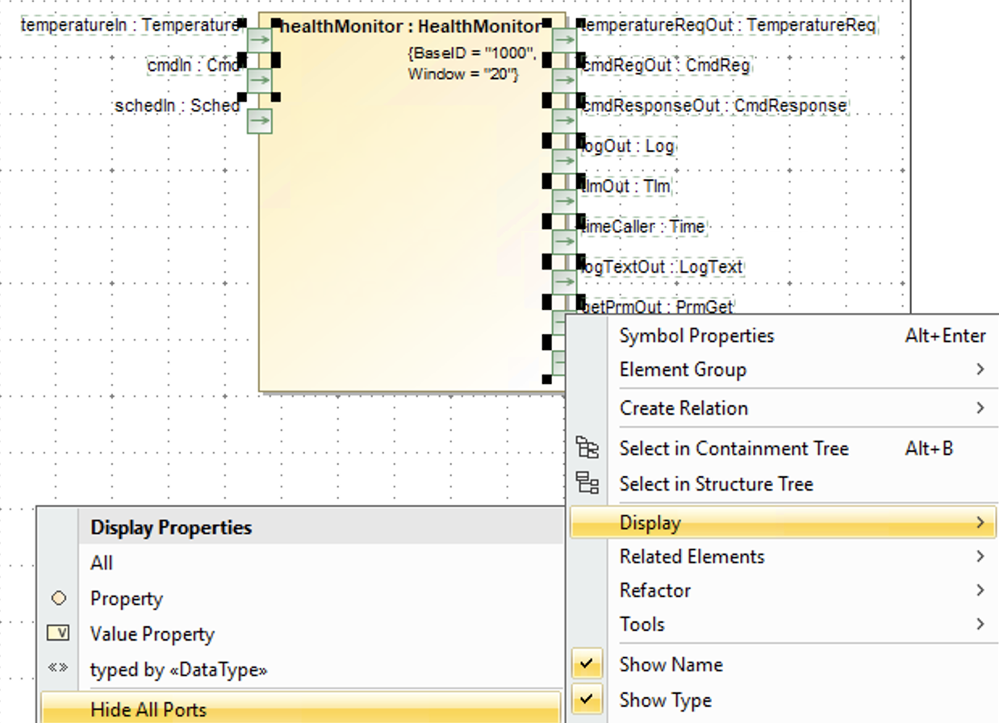 temperatureIn : Temperature
cmdIn : Cmd
schedIn : Sched
healthMonitor : HealthMonitor
{BaseID = "1000",
Window = "20"}
temperatureReqOut : TemperatureReq
cmdRegOut : CmdReg
cmdResponseOut : CmdResponse
logOut : Log
tlmOut : Tlm
timeCaller : Time
logTextOut : LogText
getPrmOut : PrmGet
Symbol Properties Alt+Enter
Element Group
Create Relation
Select in Containment Tree Alt+B
Select in Structure Tree
Display
Related Elements
Refactor
Tools
Show Name
Show Type
Display Properties
All
Property
V Value Property
«» typed by «DataType»
Hide All Ports